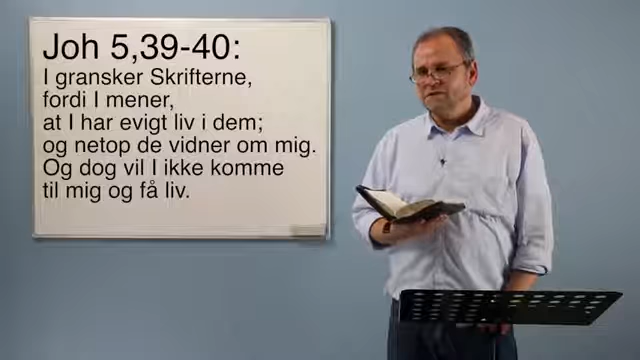 Joh 5,39-40:
I gransker Skrifterne,
fordi I mener,
at I har evigt liv i dem;
og netop de vidner om mig.
Og dog vil I ikke komme
til mig og få liv.